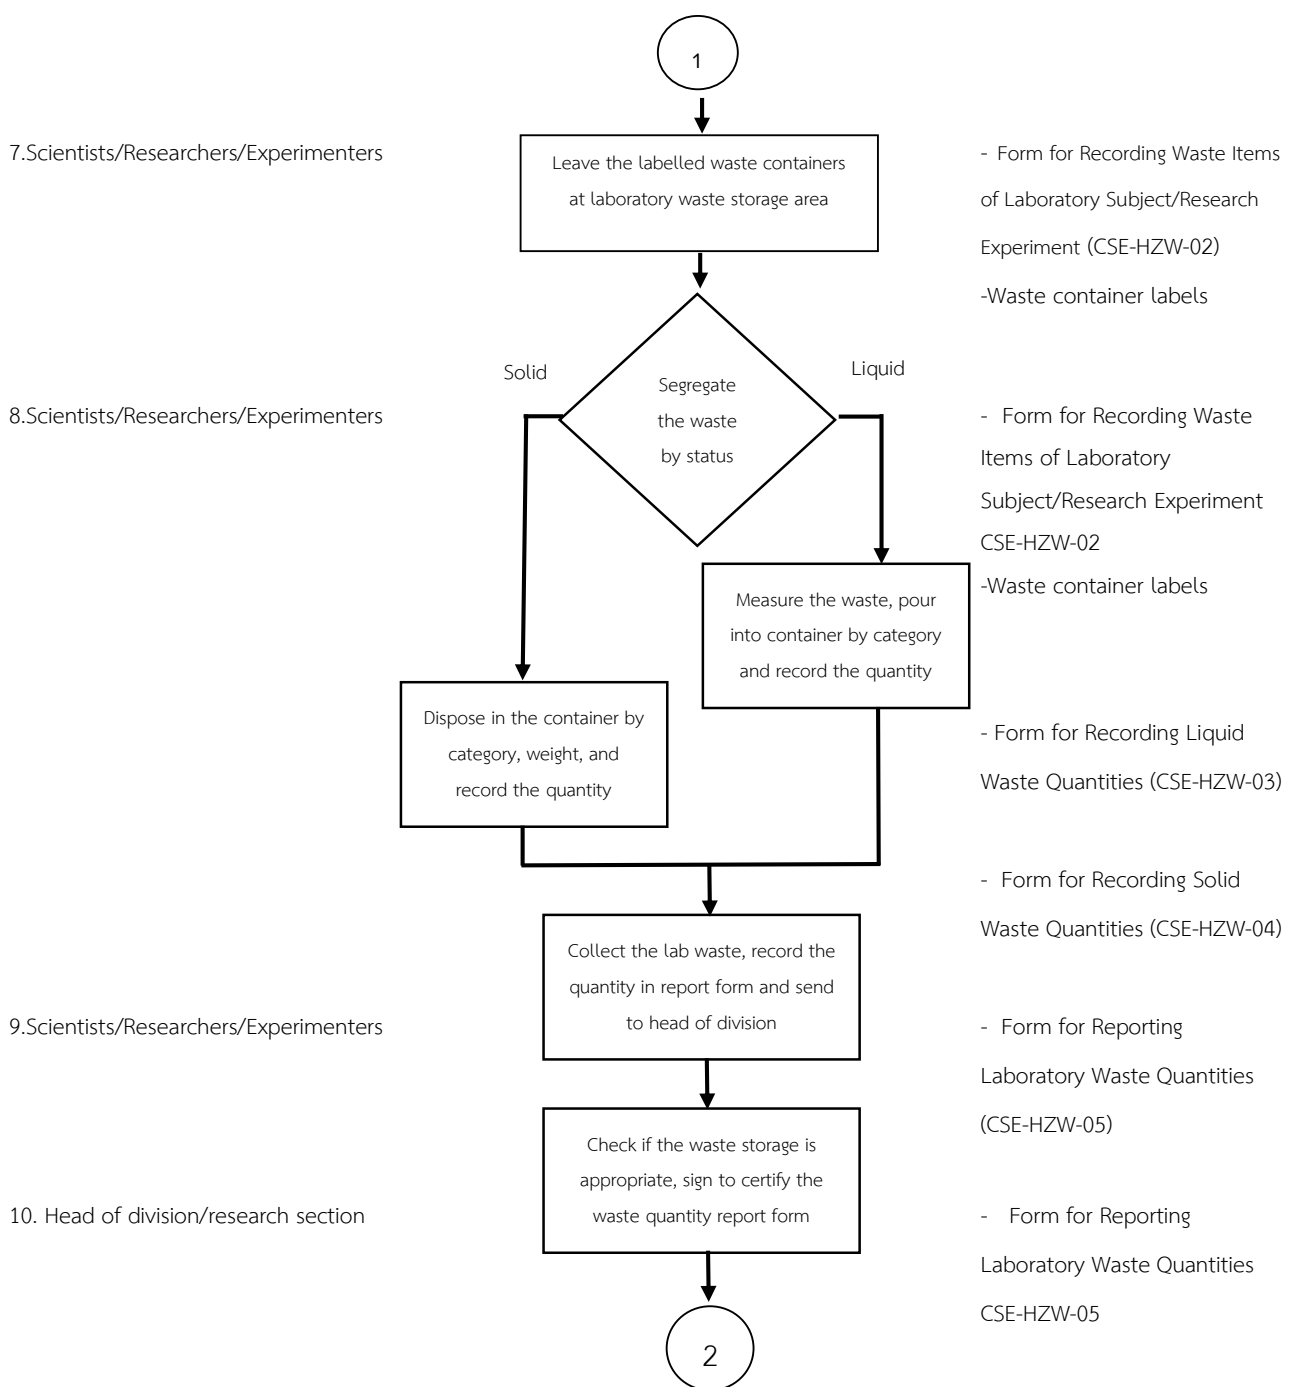 1
7.Scientists/Researchers/Experimenters
Leave the labelled waste containers
at laboratory waste storage area
- Form for Recording Waste Items
of Laboratory Subject/Research
Experiment (CSE-HZW-02)
-Waste container labels
Solid
Liquid
8.Scientists/Researchers/Experimenters
Segregate
the waste
by status
- Form for Recording Waste
Items of Laboratory
Subject/Research Experiment
CSE-HZW-02
-Waste container labels
Measure the waste, pour
into container by category
and record the quantity
Dispose in the container by
category, weight, and
record the quantity
- Form for Recording Liquid
Waste Quantities (CSE-HZW-03)
- Form for Recording Solid
Waste Quantities (CSE-HZW-04)
Collect the lab waste, record the
quantity in report form and send
to head of division
9.Scientists/Researchers/Experimenters
- Form for Reporting
Laboratory Waste Quantities
(CSE-HZW-05)
Check if the waste storage is
appropriate, sign to certify the
waste quantity report form
10. Head of division/research section
- Form for Reporting
Laboratory Waste Quantities
CSE-HZW-05
2